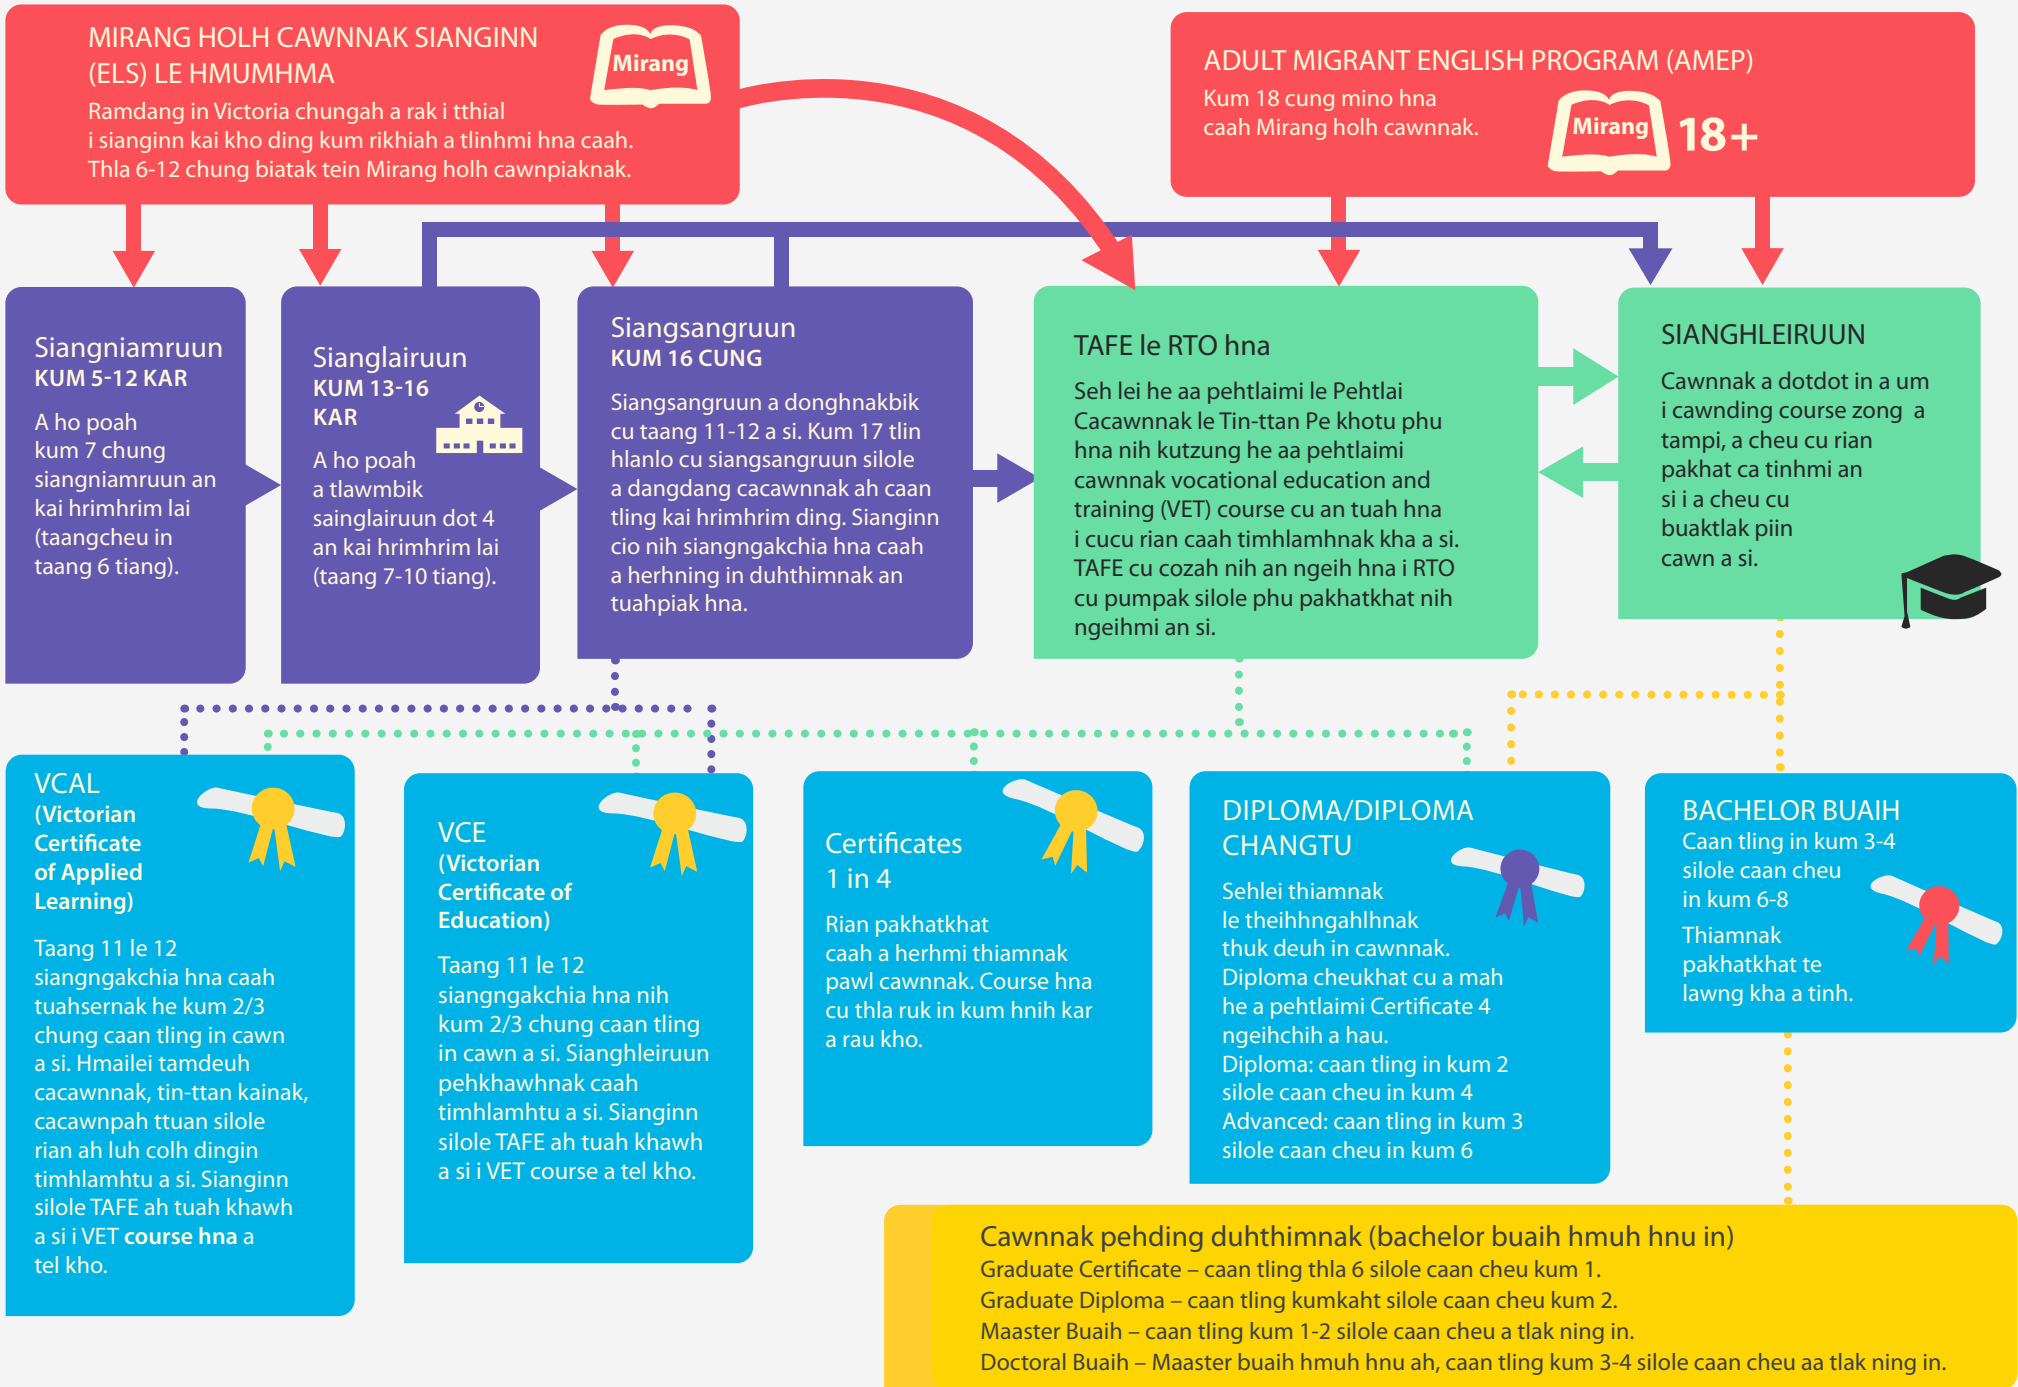 MIRANG HOLH CAWNNAK SIANGINN
(ELS) LE HMUMHMA
Mirang
Ramdang in Victoria chungah a rak i tthial
i sianginn kai kho ding kum rikhiah a tlinhmi hna caah.
Thla 6-12 chung biatak tein Mirang holh cawnpiaknak.
ADULT MIGRANT ENGLISH PROGRAM (AMEP)
Kum 18 cung mino hna
caah Mirang holh cawnnak.
Mirang
18+
Siangniamruun
KUM 5-12 KAR
A ho poah
kum 7 chung
siangniamruun an
kai hrimhrim lai
(taangcheu in
taang 6 tiang).
Sianglairuun
KUM 13-16
KAR
A ho poah
a tlawmbik
sainglairuun dot 4
an kai hrimhrim lai
(taang 7-10 tiang).
Siangsangruun
KUM 16 CUNG
Siangsangruun a donghnakbik
cu taang 11-12 a si. Kum 17 tlin
hlanlo cu siangsangruun silole
a dangdang cacawnnak ah caan
tling kai hrimhrim ding. Sianginn
cio nih siangngakchia hna caah
a herhning in duhthimnak an
tuahpiak hna.
TAFE le RTO hna
Seh lei he aa pehtlaimi le Pehtlai
Cacawnnak le Tin-ttan Pe khotu phu
hna nih kutzung he aa pehtlaimi
cawnnak vocational education and
training (VET) course cu an tuah hna
i cucu rian caah timhlamhnak kha a si.
TAFE cu cozah nih an ngeih hna i RTO
cu pumpak silole phu pakhatkhat nih
ngeihmi an si.
SIANGHLEIRUUN
Cawnnak a dotdot in a um
i cawnding course zong a
tampi, a cheu cu rian
pakhat ca tinhmi an
si i a cheu cu
buaktlak piin
cawn a si.
VCAL
(Victorian
Certificate
of Applied
Learning)
Taang 11 le 12
siangngakchia hna caah
tuahsernak he kum 2/3
chung caan tling in cawn
a si. Hmailei tamdeuh
cacawnnak, tin-ttan kainak,
cacawnpah ttuan silole
rian ah luh colh dingin
timhlamhtu a si. Sianginn
silole TAFE ah tuah khawh
a si i VET course hna a
tel kho.
VCE
(Victorian
Certificate of
Education)
Taang 11 le 12
siangngakchia hna nih
kum 2/3 chung caan tling
in cawn a si. Sianghleiruun
pehkhawhnak caah
timhlamhtu a si. Sianginn
silole TAFE ah tuah khawh
a si i VET course a tel kho.
Certificates
1 in 4
Rian pakhatkhat
caah a herhmi thiamnak
pawl cawnnak. Course hna
cu thla ruk in kum hnih kar
a rau kho.
DIPLOMA/DIPLOMA
CHANGTU
Sehlei thiamnak
le theihhngahlhnak
thuk deuh in cawnnak.
Diploma cheukhat cu a mah
he a pehtlaimi Certificate 4
ngeihchih a hau.
Diploma: caan tling in kum 2
silole caan cheu in kum 4
Advanced: caan tling in kum 3
silole caan cheu in kum 6
BACHELOR BUAIH
Caan tling in kum 3-4
silole caan cheu
in kum 6-8
Thiamnak
pakhatkhat te
lawng kha a tinh.
Cawnnak pehding duhthimnak (bachelor buaih hmuh hnu in)
Graduate Certificate – caan tling thla 6 silole caan cheu kum 1.
Graduate Diploma – caan tling kumkaht silole caan cheu kum 2.
Maaster Buaih – caan tling kum 1-2 silole caan cheu a tlak ning in.
Doctoral Buaih – Maaster buaih hmuh hnu ah, caan tling kum 3-4 silole caan cheu aa tlak ning in.